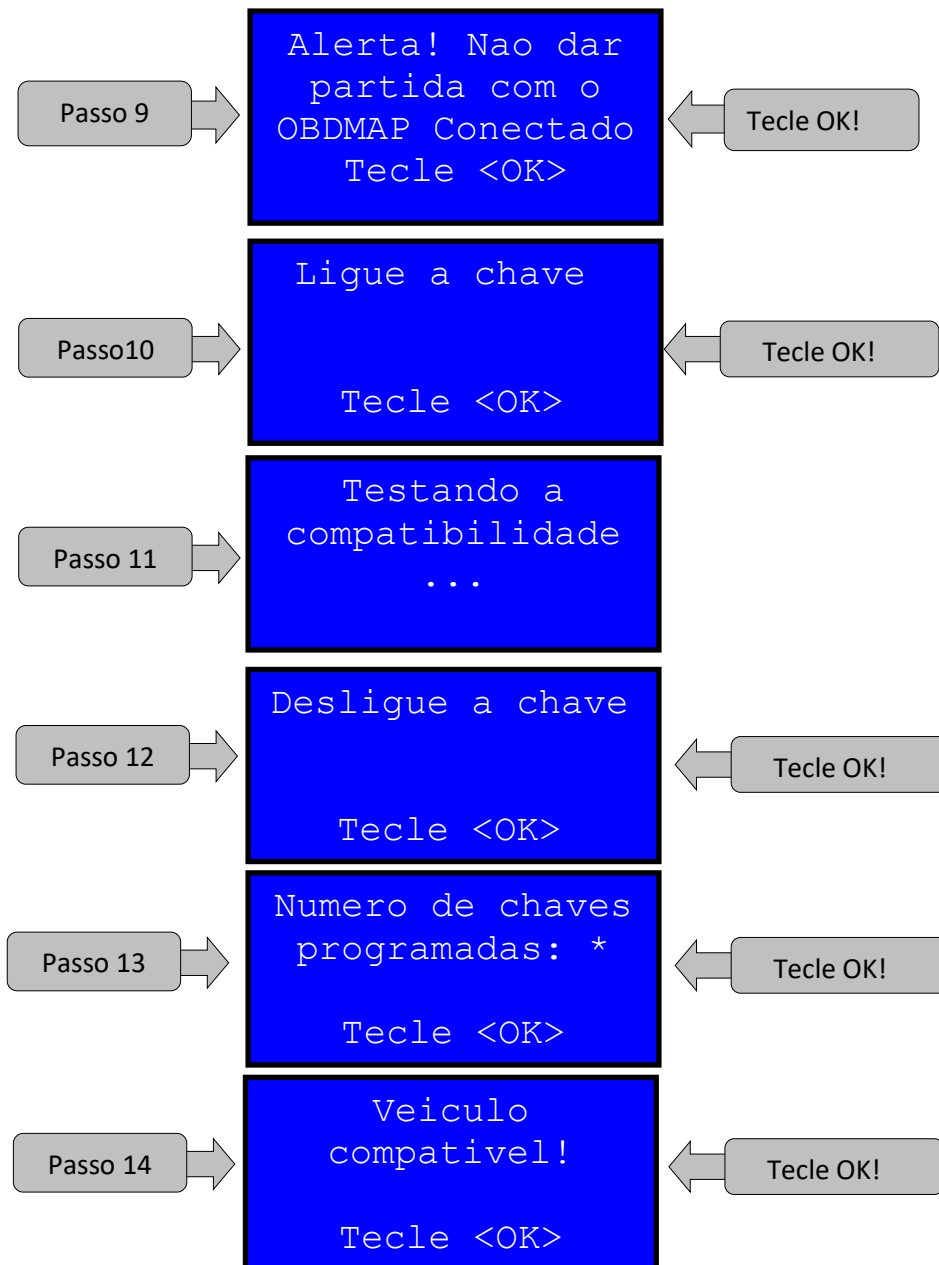 Passo 9
Alerta! Nao dar
partida com o
OBDMAP Conectado
Tecle <OK>
Tecle OK!
Passo10
Ligue a chave
Tecle <OK>
Tecle OK!
Passo 11
Testando a
compatibilidade
...
Passo 12
Desligue a chave
Tecle <OK>
Tecle OK!
Passo 13
Numero de chaves
programadas: *
Tecle <OK>
Tecle OK!
Passo 14
Veiculo
compativel!
Tecle <OK>
Tecle OK!